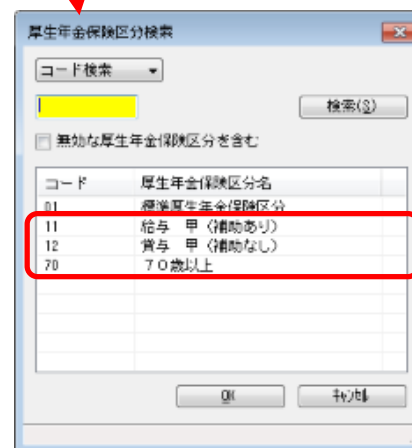 厚生年金保険区分検索
コード検索
検索(S)
無効な厚生年金保険区分を含む
コード 厚生年金保険区分名
01 標準厚生年金保険区分
11 給与 甲（補助あり）
12 賞与 甲（補助なし）
70 ７０歳以上
OK キャンセル